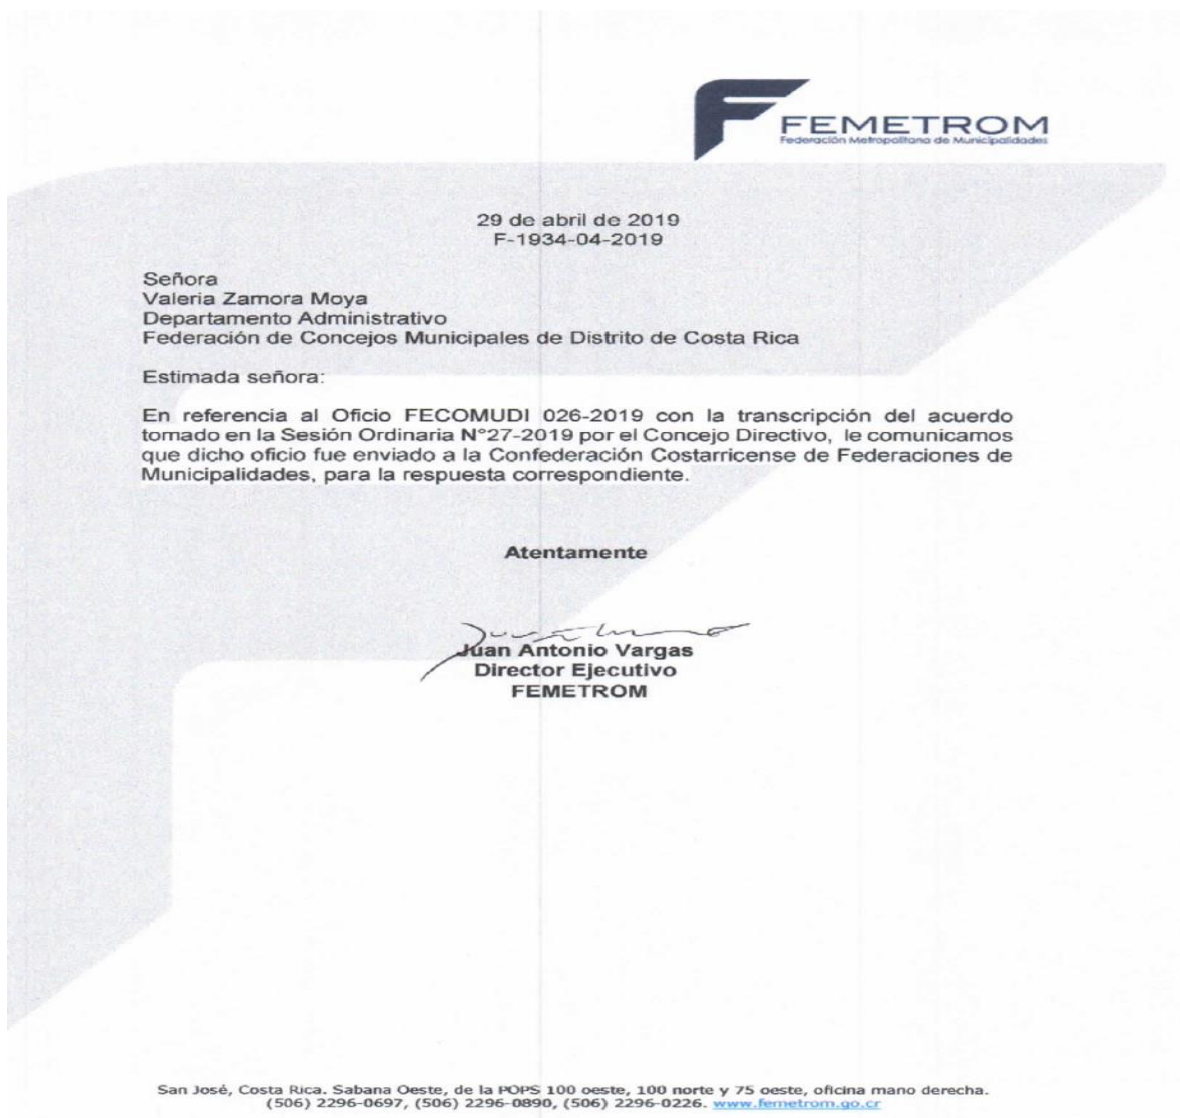 FEMETROM
Federación Metropolitana de Municipalidades
29 de abril de 2019
F-1934-04-2019
Señora
Valeria Zamora Moya
Departamento Administrativo
Federación de Concejos Municipales de Distrito de Costa Rica
Estimada señora:
En referencia al Oficio FECOMUDI 026-2019 con la transcripción del acuerdo
tomado en la Sesión Ordinaria N°27-2019 por el Concejo Directivo, le comunicamos
que dicho oficio fue enviado a la Confederación Costarricense de Federaciones de
Municipalidades, para la respuesta correspondiente.
Atentamente
Juan Antonio Vargas
Director Ejecutivo
FEMETROM
San José, Costa Rica. Sabana Oeste, de la POPS 100 oeste, 100 norte y 75 oeste, oficina mano derecha.
(506) 2296-0697, (506) 2296-0890, (506) 2296-0226. www.femetrom.go.cr